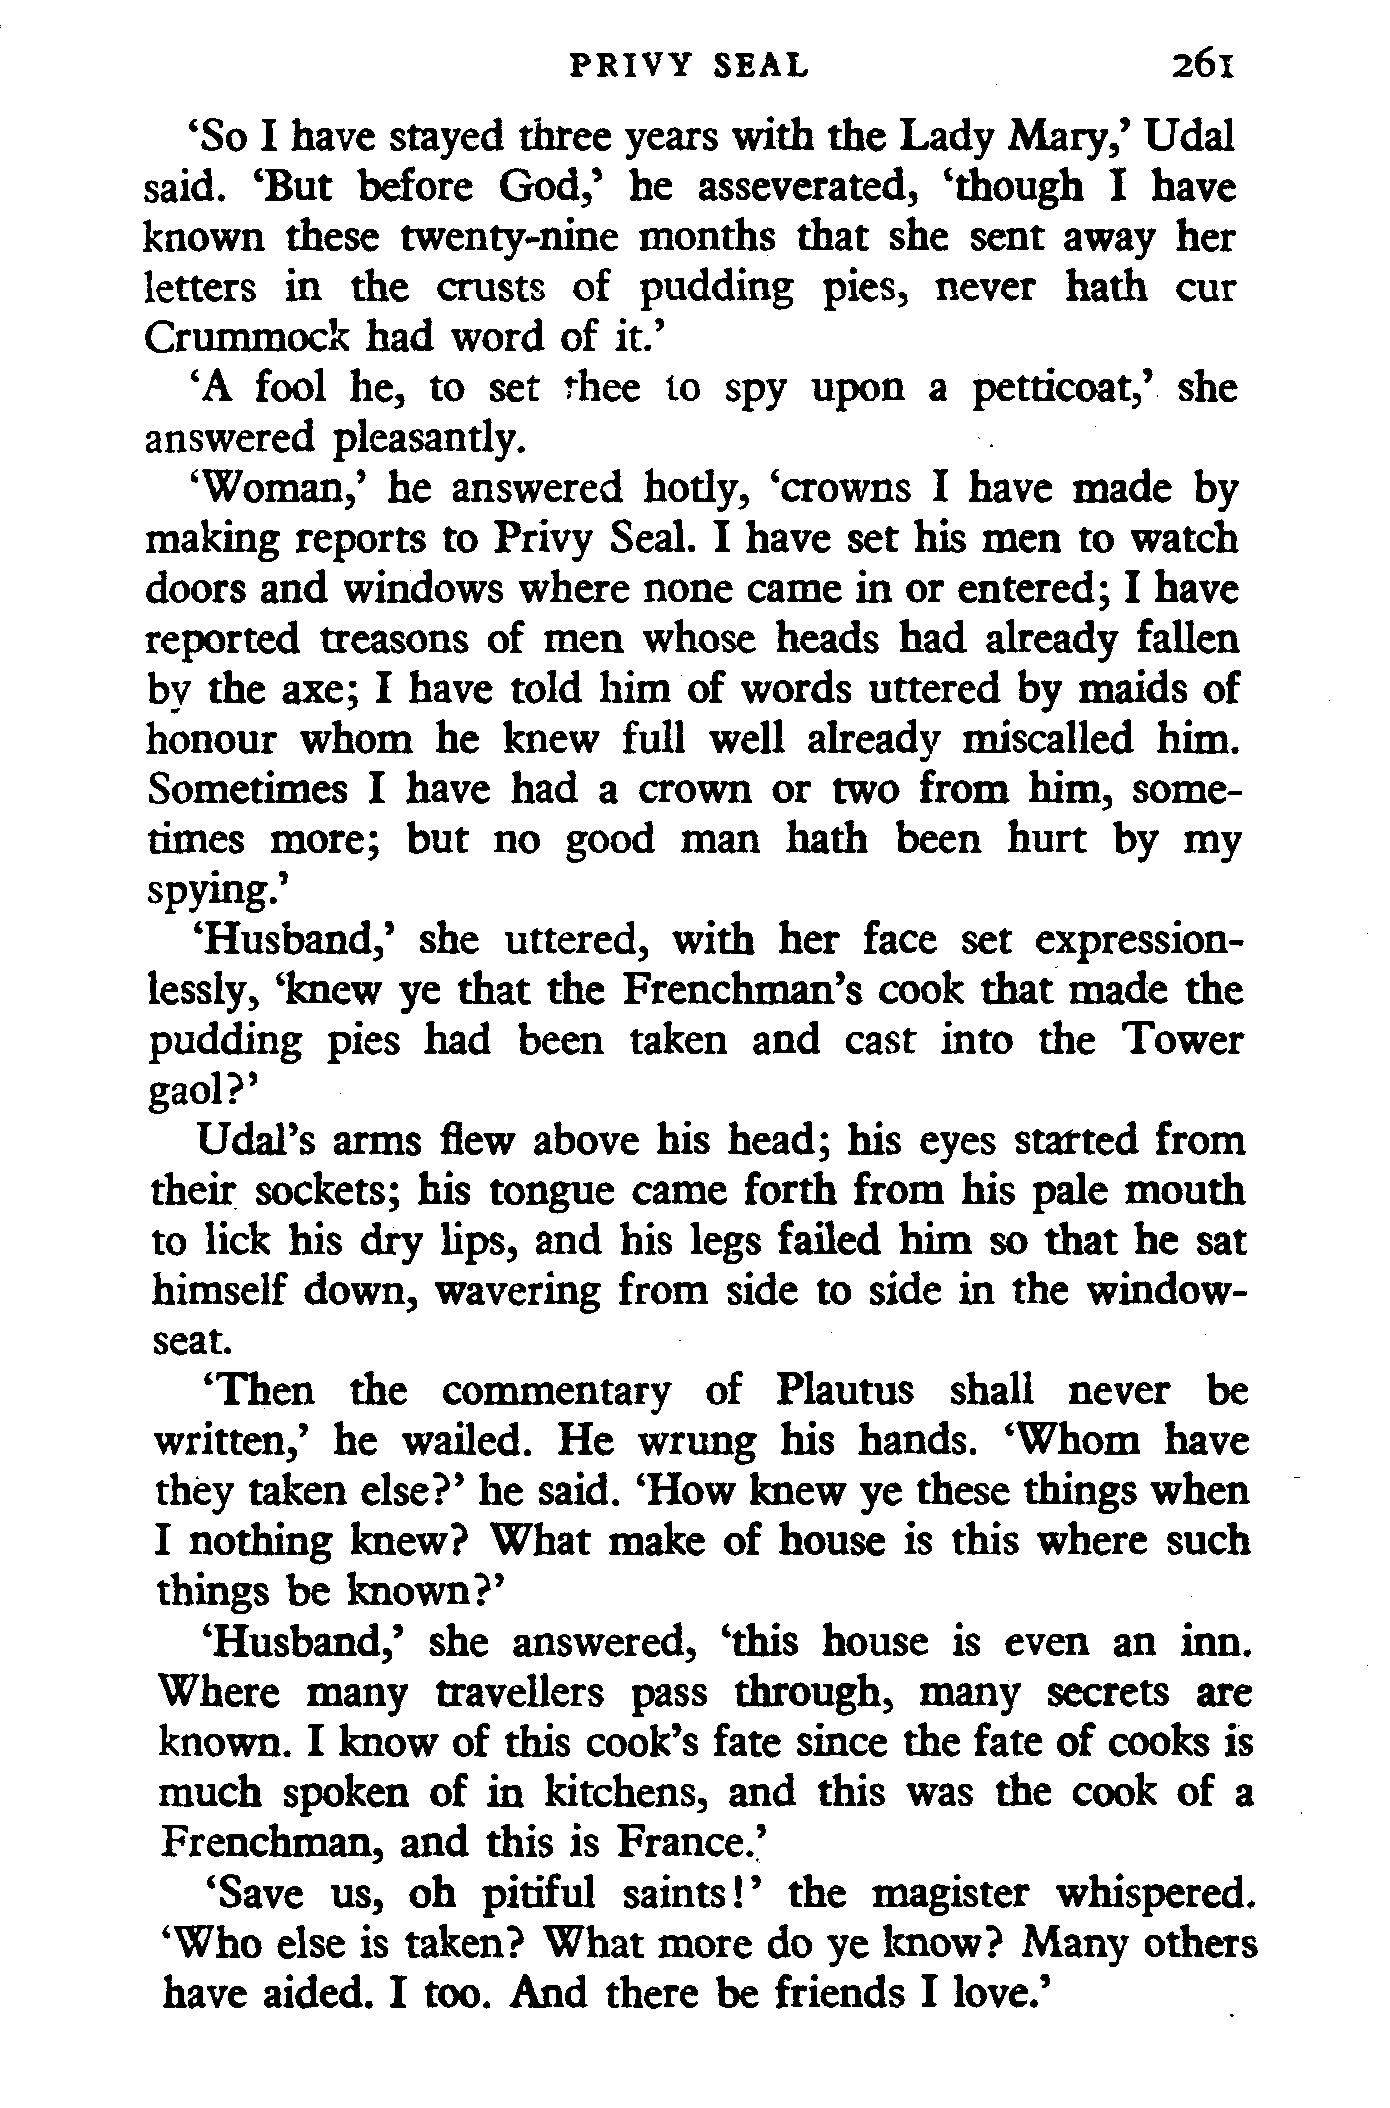 PRIVY SEAL 261
‘So I have stayed three years with the Lady Mary,’ Udal
said. ‘But before God,’ he asseverated, ‘though I have
known these twenty-nine months that she sent away her
letters in the crusts of pudding pies, never hath cur
Crummock had word of it.’
‘A fool he, to set thee to spy upon a petticoat,’ she
answered pleasantly.
‘Woman,’ he answered hotly, ‘crowns I have made by
making reports to Privy Seal. I have set his men to watch
doors and windows where none came in or entered; I have
reported treasons of men whose heads had already fallen
by the axe; I have told him of words uttered by maids of
honour whom he knew full well already miscalled him.
Sometimes I have had a crown or two from him, some-
times more; but no good man hath been hurt by my
spying.’
‘Husband,’ she uttered, with her face set expression-
lessly, ‘knew ye that the Frenchman’s cook that made the
pudding pies had been taken and cast into the Tower
gaol?’
Udal’s arms flew above his head; his eyes started from
their sockets; his tongue came forth from his pale mouth
to lick his dry lips, and his legs failed him so that he sat
himself down, wavering from side to side in the window-
seat.
‘Then the commentary of Plautus shall never be
written,’ he wailed. He wrung his hands. ‘Whom have
they taken else?’ he said. ‘How knew ye these things when
I nothing knew? What make of house is this where such
things be known?’
‘Husband,’ she answered, ‘this house is even an inn.
Where many travellers pass through, many secrets are
known. I know of this cook’s fate since the fate of cooks is
much spoken of in kitchens, and this was the cook of a
Frenchman, and this is France.’
‘Save us, oh pitiful saints!’ the magister whispered.
‘Who else is taken? What more do ye know? Many others
have aided. I too. And there be friends I love.’